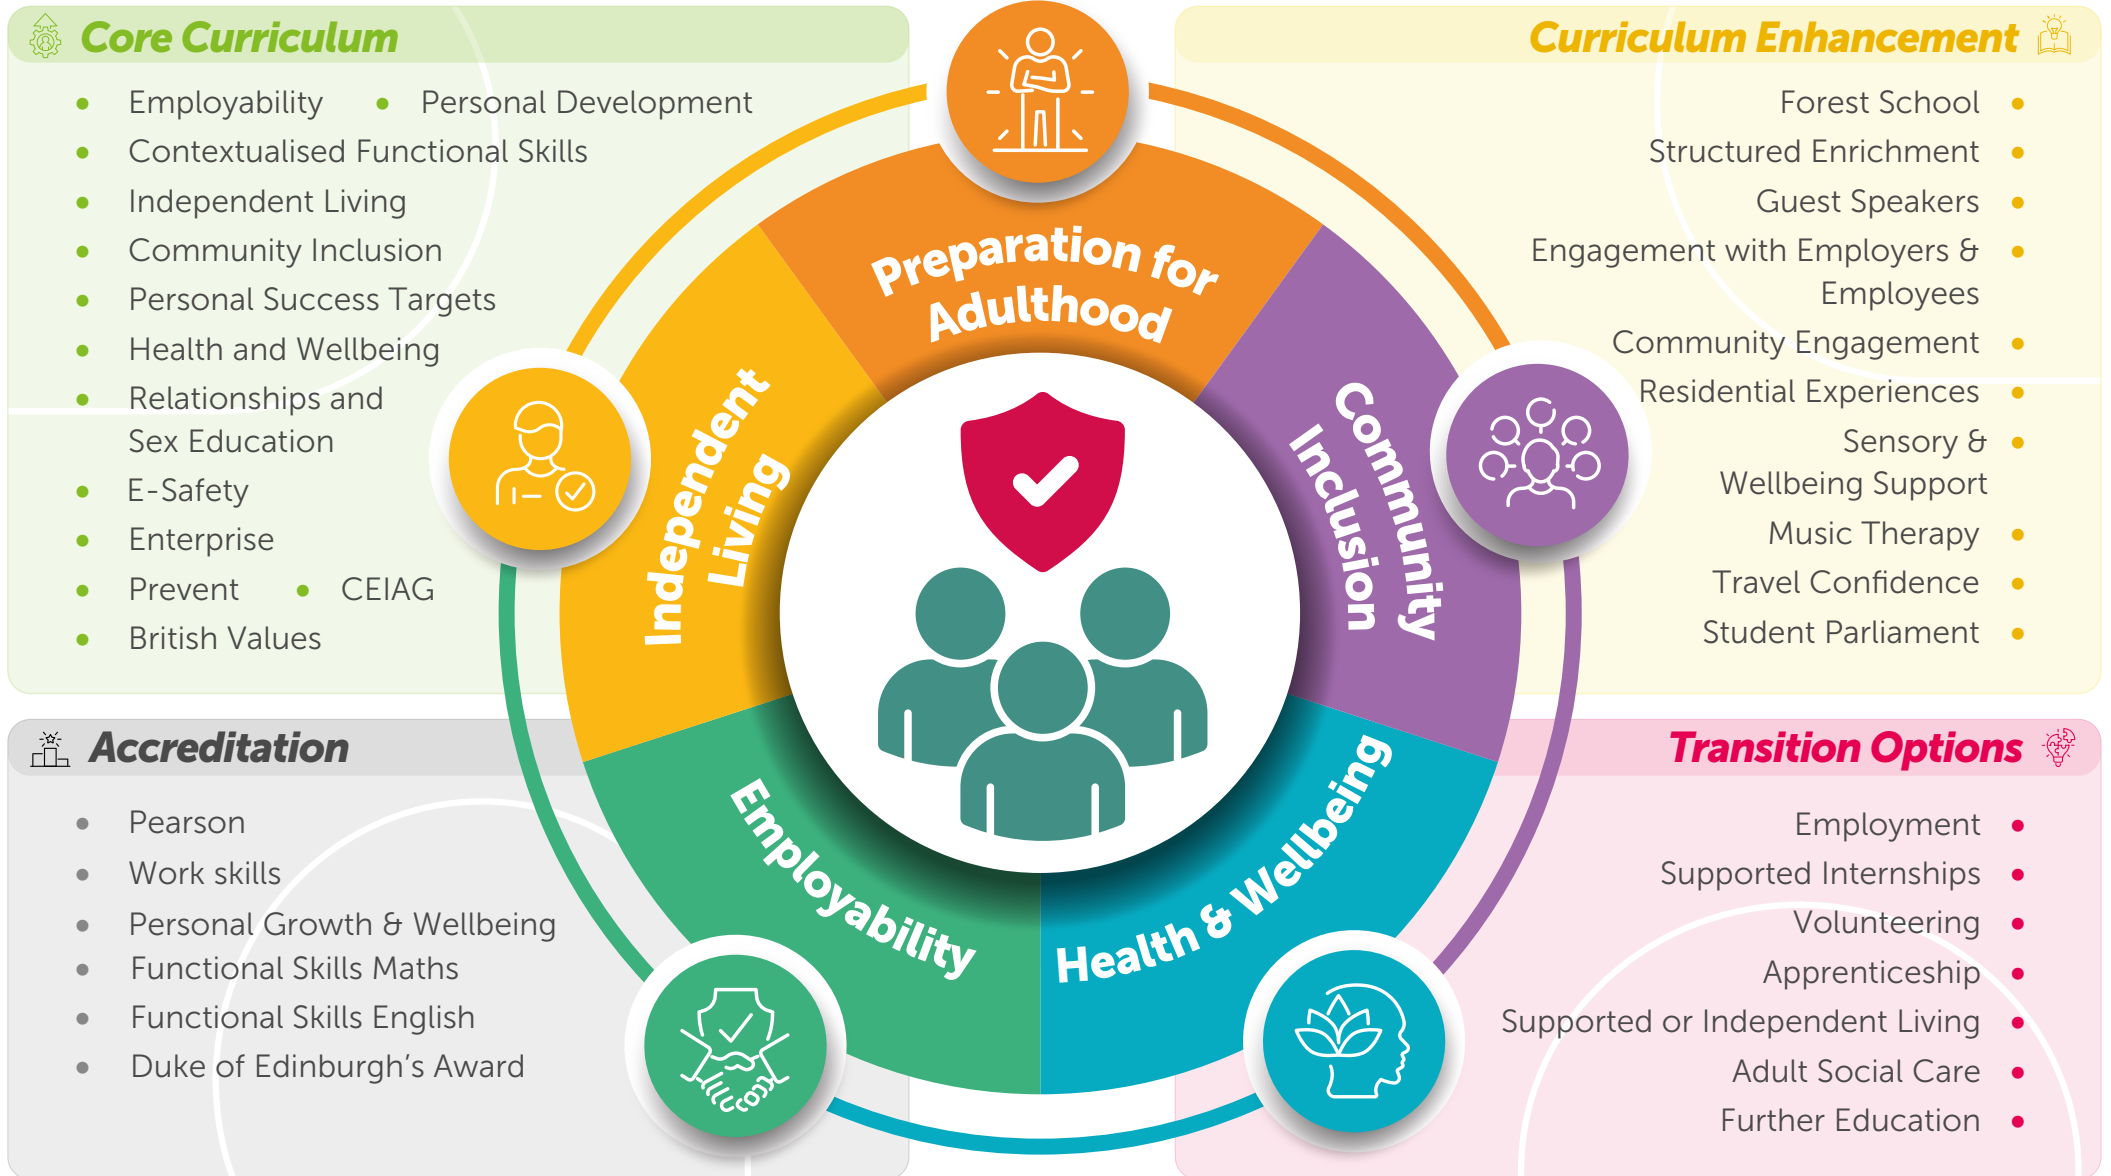 Core Curriculum
Employability • Personal Development
Contextualised Functional Skills
Independent Living
Community Inclusion
Personal Success Targets
Health and Wellbeing
Relationships and
Sex Education
E-Safety
Enterprise
Prevent • CEIAG
British Values
Curriculum Enhancement
Forest School
Structured Enrichment
Guest Speakers
Engagement with Employers &
Employees
Community Engagement
Residential Experiences
Sensory &
Wellbeing Support
Music Therapy
Travel Confidence
Student Parliament
Preparation for
Adulthood
Independent
Living
Community
Inclusion
Employability
Health & Wellbeing
Accreditation
Pearson
Work skills
Personal Growth & Wellbeing
Functional Skills Maths
Functional Skills English
Duke of Edinburgh's Award
Transition Options
Employment
Supported Internships
Volunteering
Apprenticeship
Supported or Independent Living
Adult Social Care
Further Education